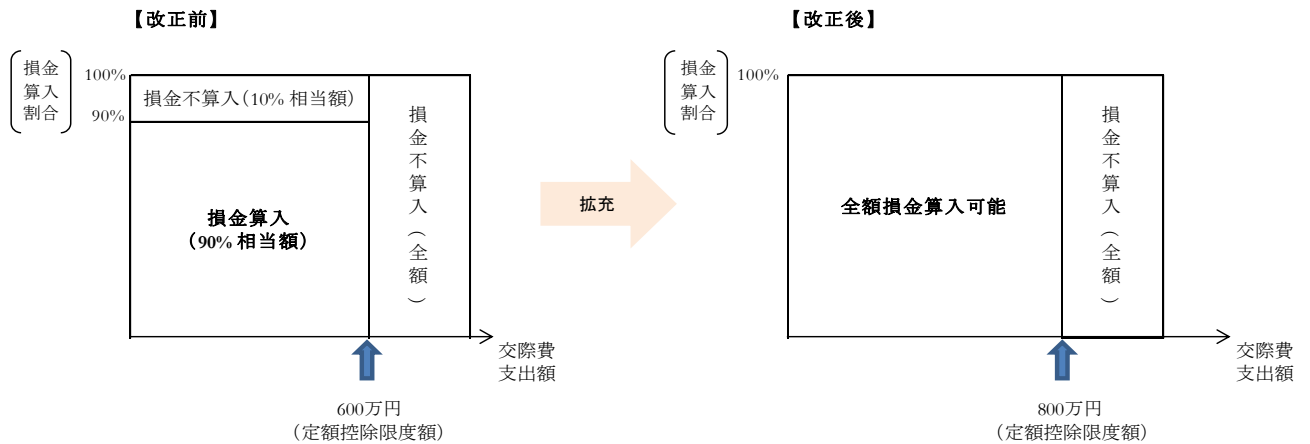 【改正前】
損金
算入
割合
100%
90%
損金不算入（10% 相当額）
損金算入
（90% 相当額）
損金不算入（全額）
交際費
支出額
600万円
（定額控除限度額）
拡充
【改正後】
損金
算入
割合
100%
全額損金算入可能
損金不算入（全額）
交際費
支出額
800万円
（定額控除限度額）